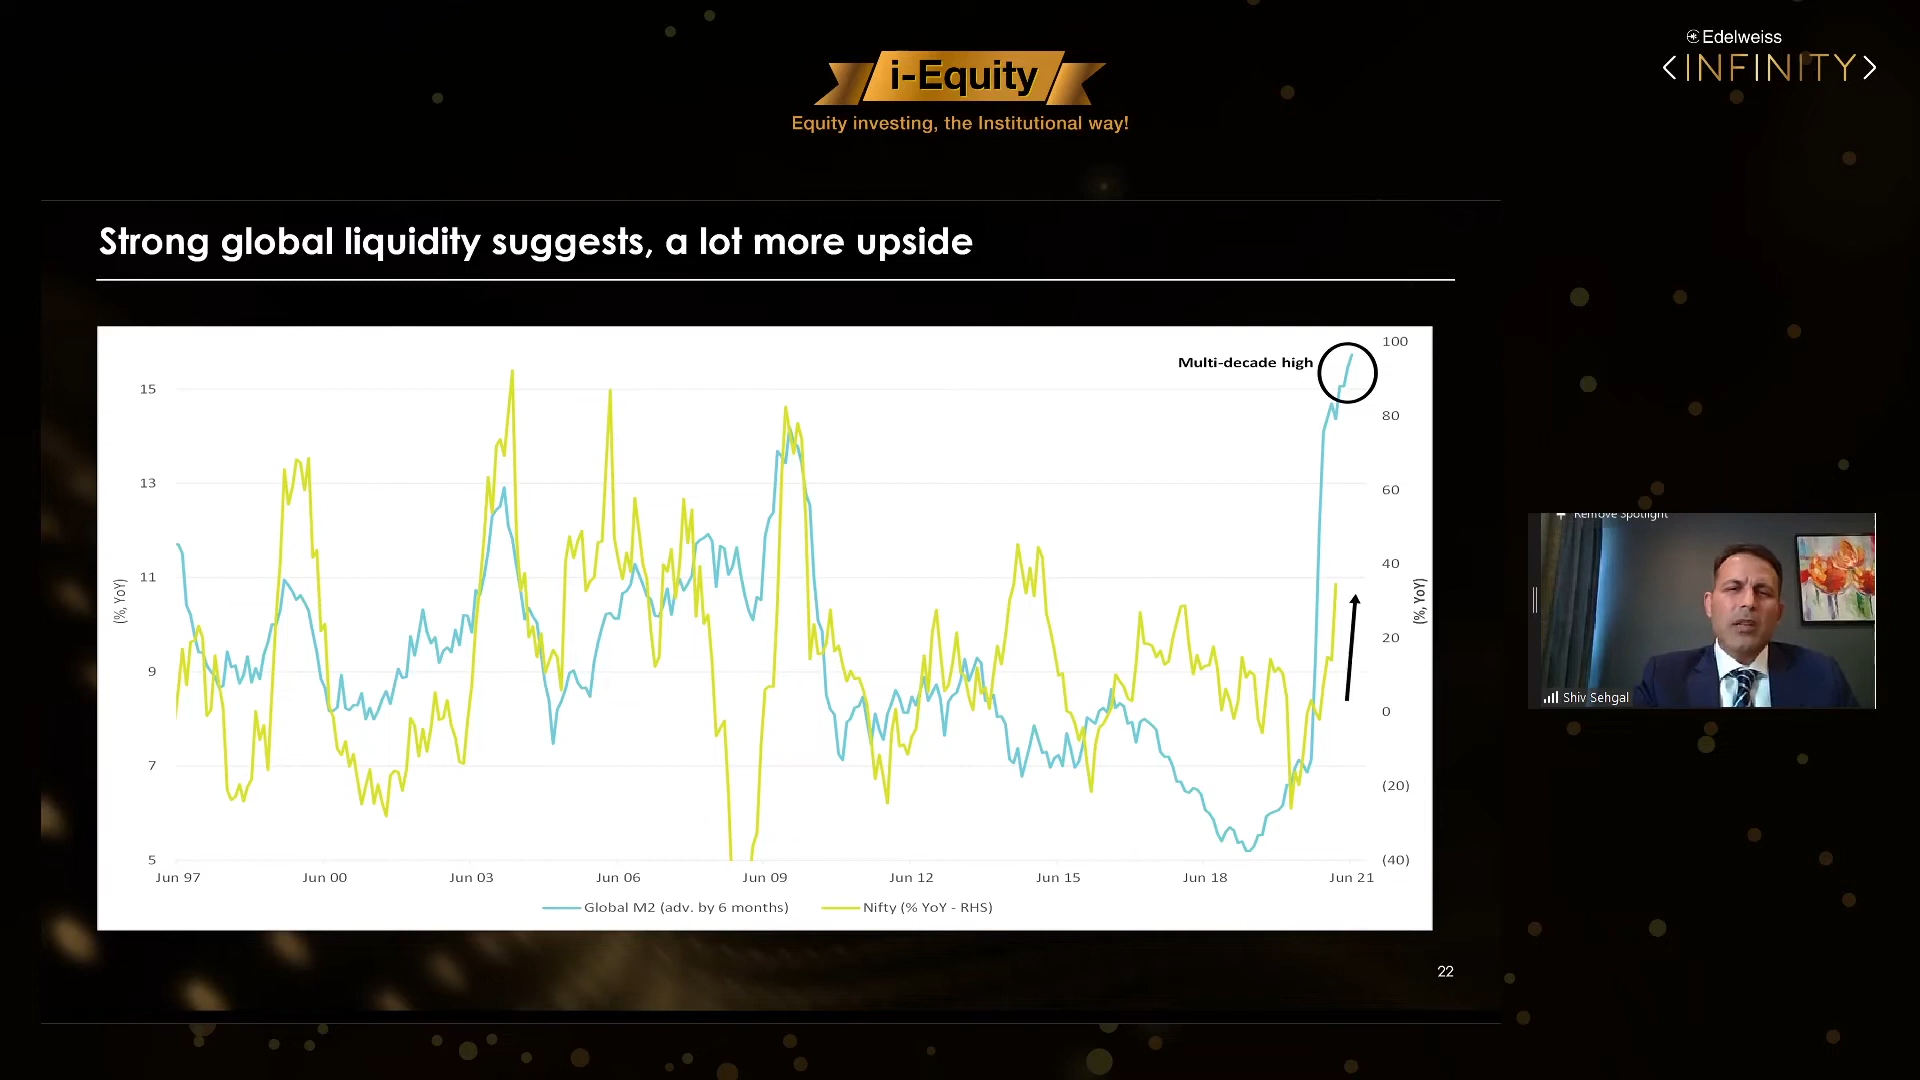 i-Equity
Equity investing, the Institutional way!
Edelweiss
INFINITY
Strong global liquidity suggests, a lot more upside
Multi-decade high
15
13
11
9
7
5
(%, YoY)
100
80
60
40
20
0
(20)
(40)
(%, YoY)
Jun 97 Jun 00 Jun 03 Jun 06 Jun 09 Jun 12 Jun 15 Jun 18 Jun 21
Global M2 (adv. by 6 months) Nifty (% YoY - RHS)
22
Remove Spotlight
Shiv Sehgal